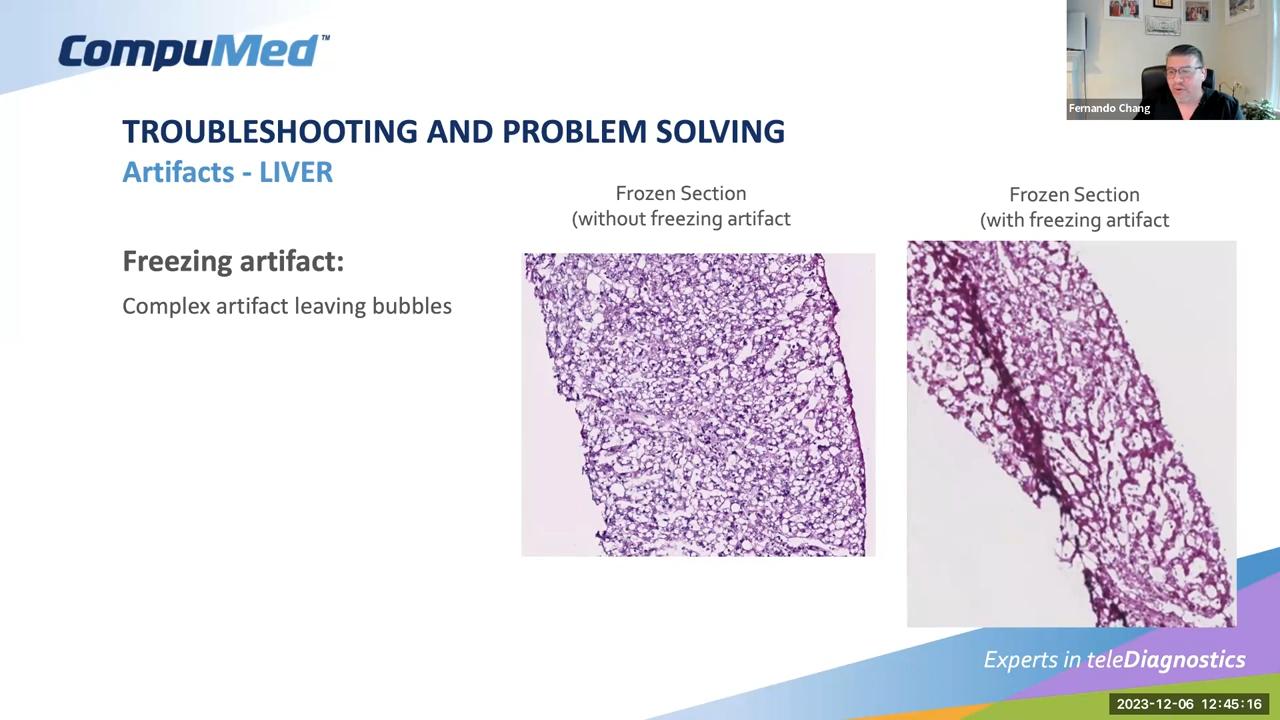 CompuMed™
Fernando Chang
TROUBLESHOOTING AND PROBLEM SOLVING
Artifacts - LIVER
Frozen Section
(without freezing artifact
Frozen Section
(with freezing artifact
Freezing artifact:
Complex artifact leaving bubbles
Experts in teleDiagnostics
2023-12-06 12:45:16